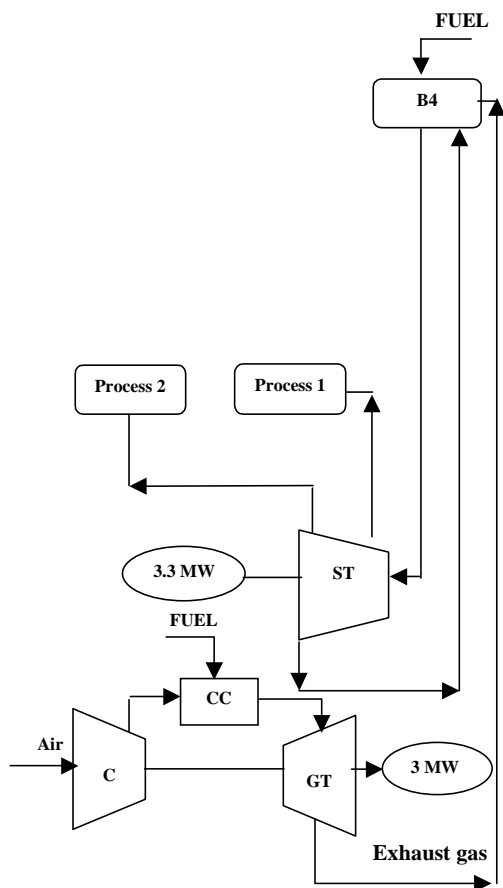 FUEL
B4
Process 2
Process 1
3.3 MW
ST
FUEL
CC
Air
C
GT
3 MW
Exhaust gas